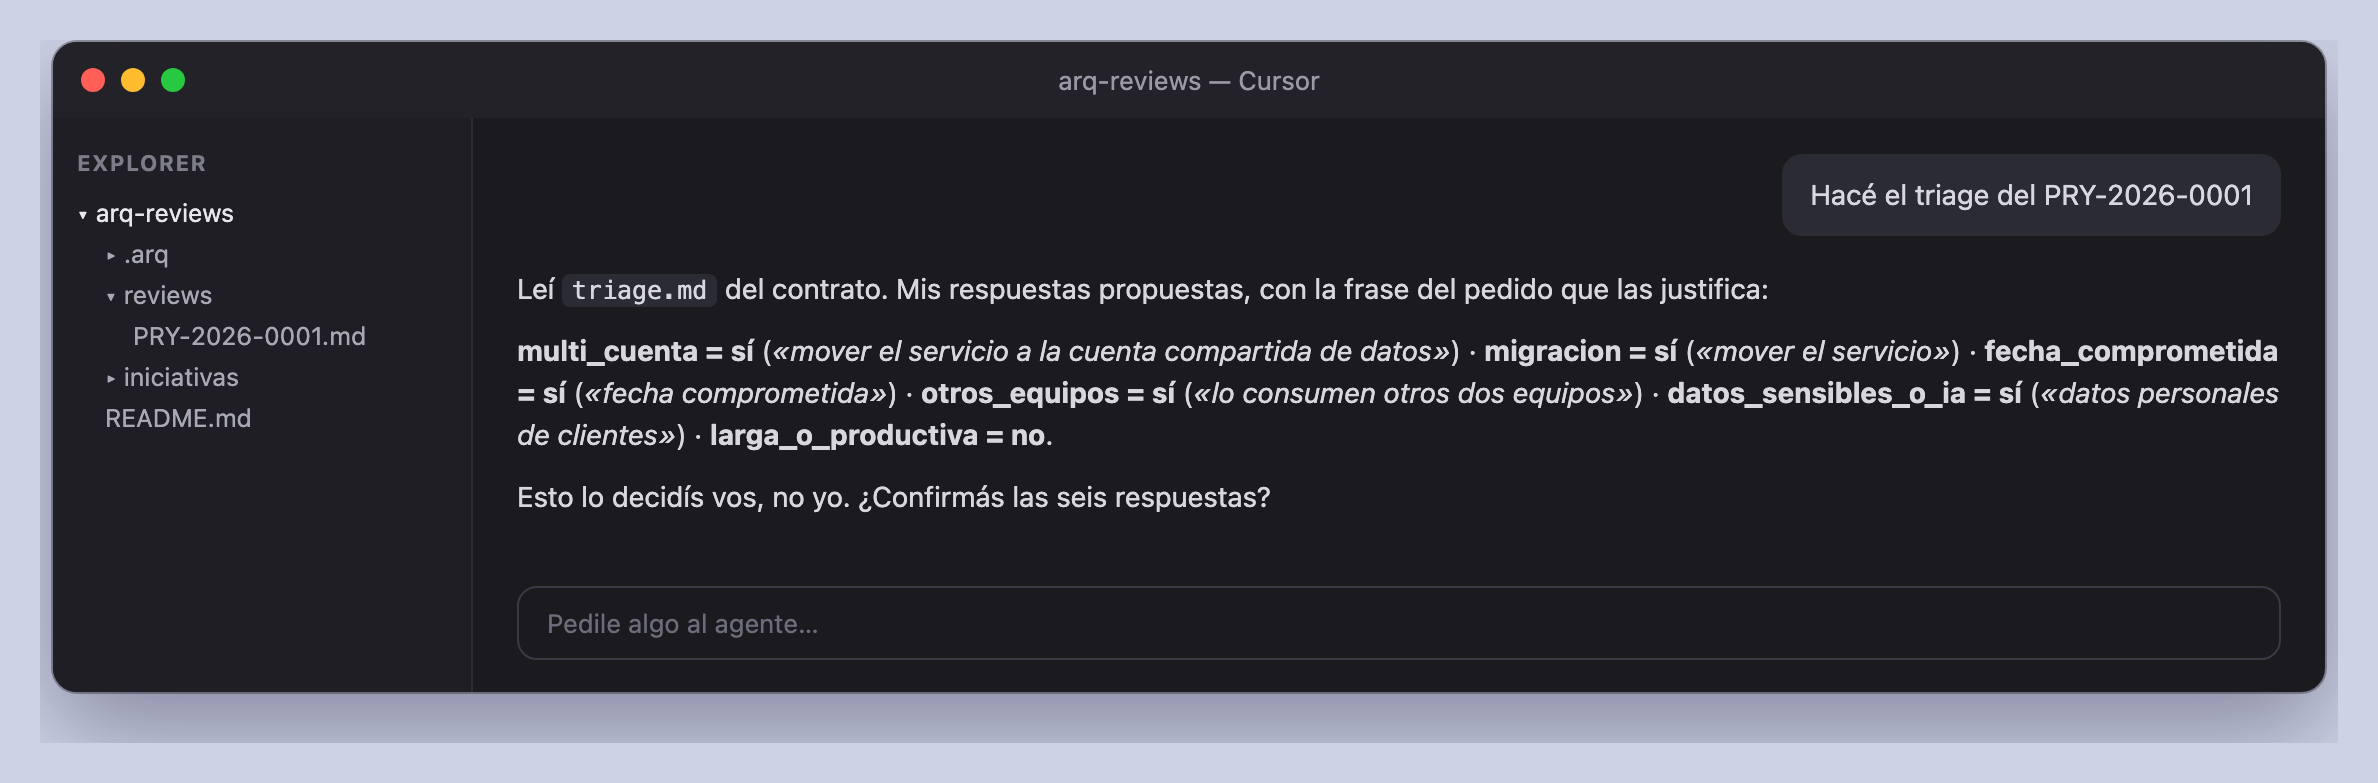 arq-reviews — Cursor
EXPLORER
▾ arq-reviews
▸ .arq
▾ reviews
PRY-2026-0001.md
▸ iniciativas
README.md
Hacé el triage del PRY-2026-0001
Leí triage.md del contrato. Mis respuestas propuestas, con la frase del pedido que las justifica:
multi_cuenta = sí («mover el servicio a la cuenta compartida de datos») · migracion = sí («mover el servicio») · fecha_comprometida
= sí («fecha comprometida») · otros_equipos = sí («lo consumen otros dos equipos») · datos_sensibles_o_ia = sí («datos personales
de clientes») · larga_o_productiva = no.
Esto lo decidís vos, no yo. ¿Confirmás las seis respuestas?
Pedile algo al agente...